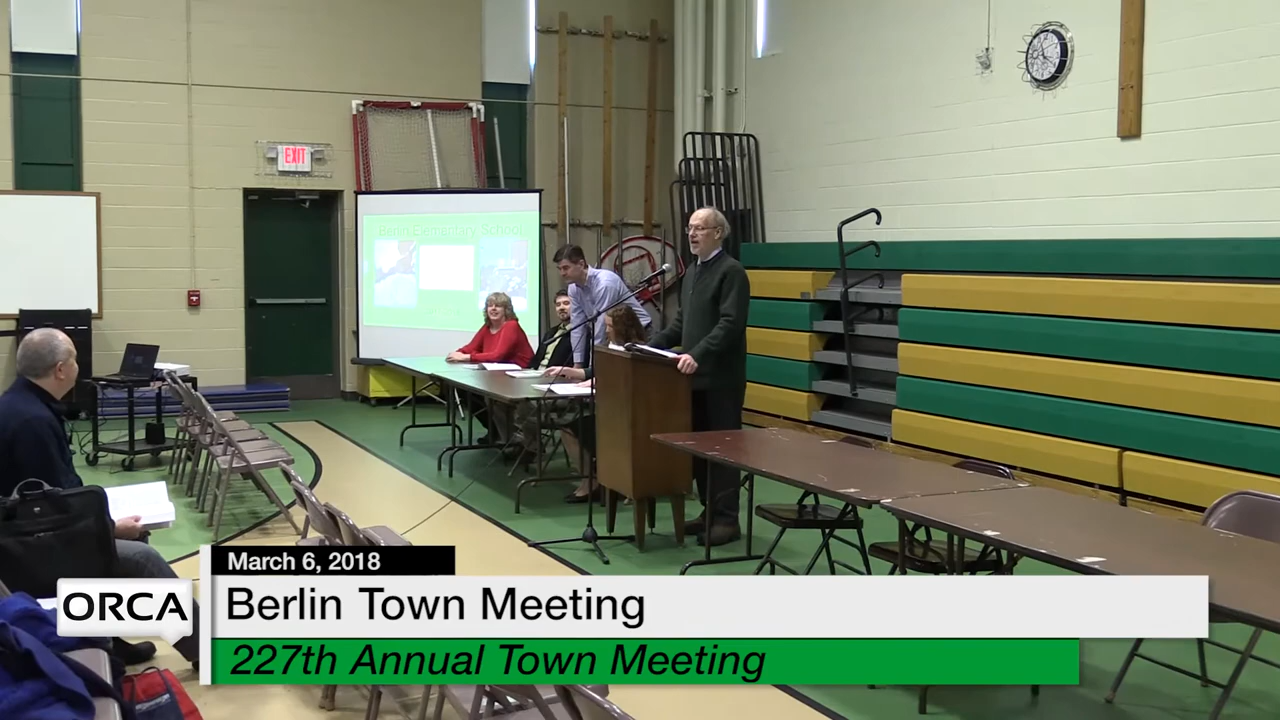 EXIT
Berlin Elementary School
March 6, 2018
ORCA
Berlin Town Meeting
227th Annual Town Meeting